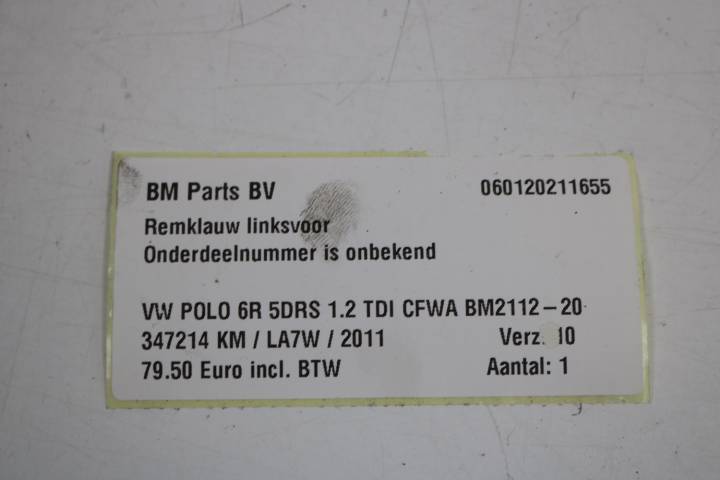 BM Parts BV 060120211655
Remklauw linksvoor
Onderdeelnummer is onbekend
VW POLO 6R 5DRS 1.2 TDI CFWA BM2112-20
347214 KM / LA7W / 2011 Verz.
79.50 Euro incl. BTW Aantal: 1